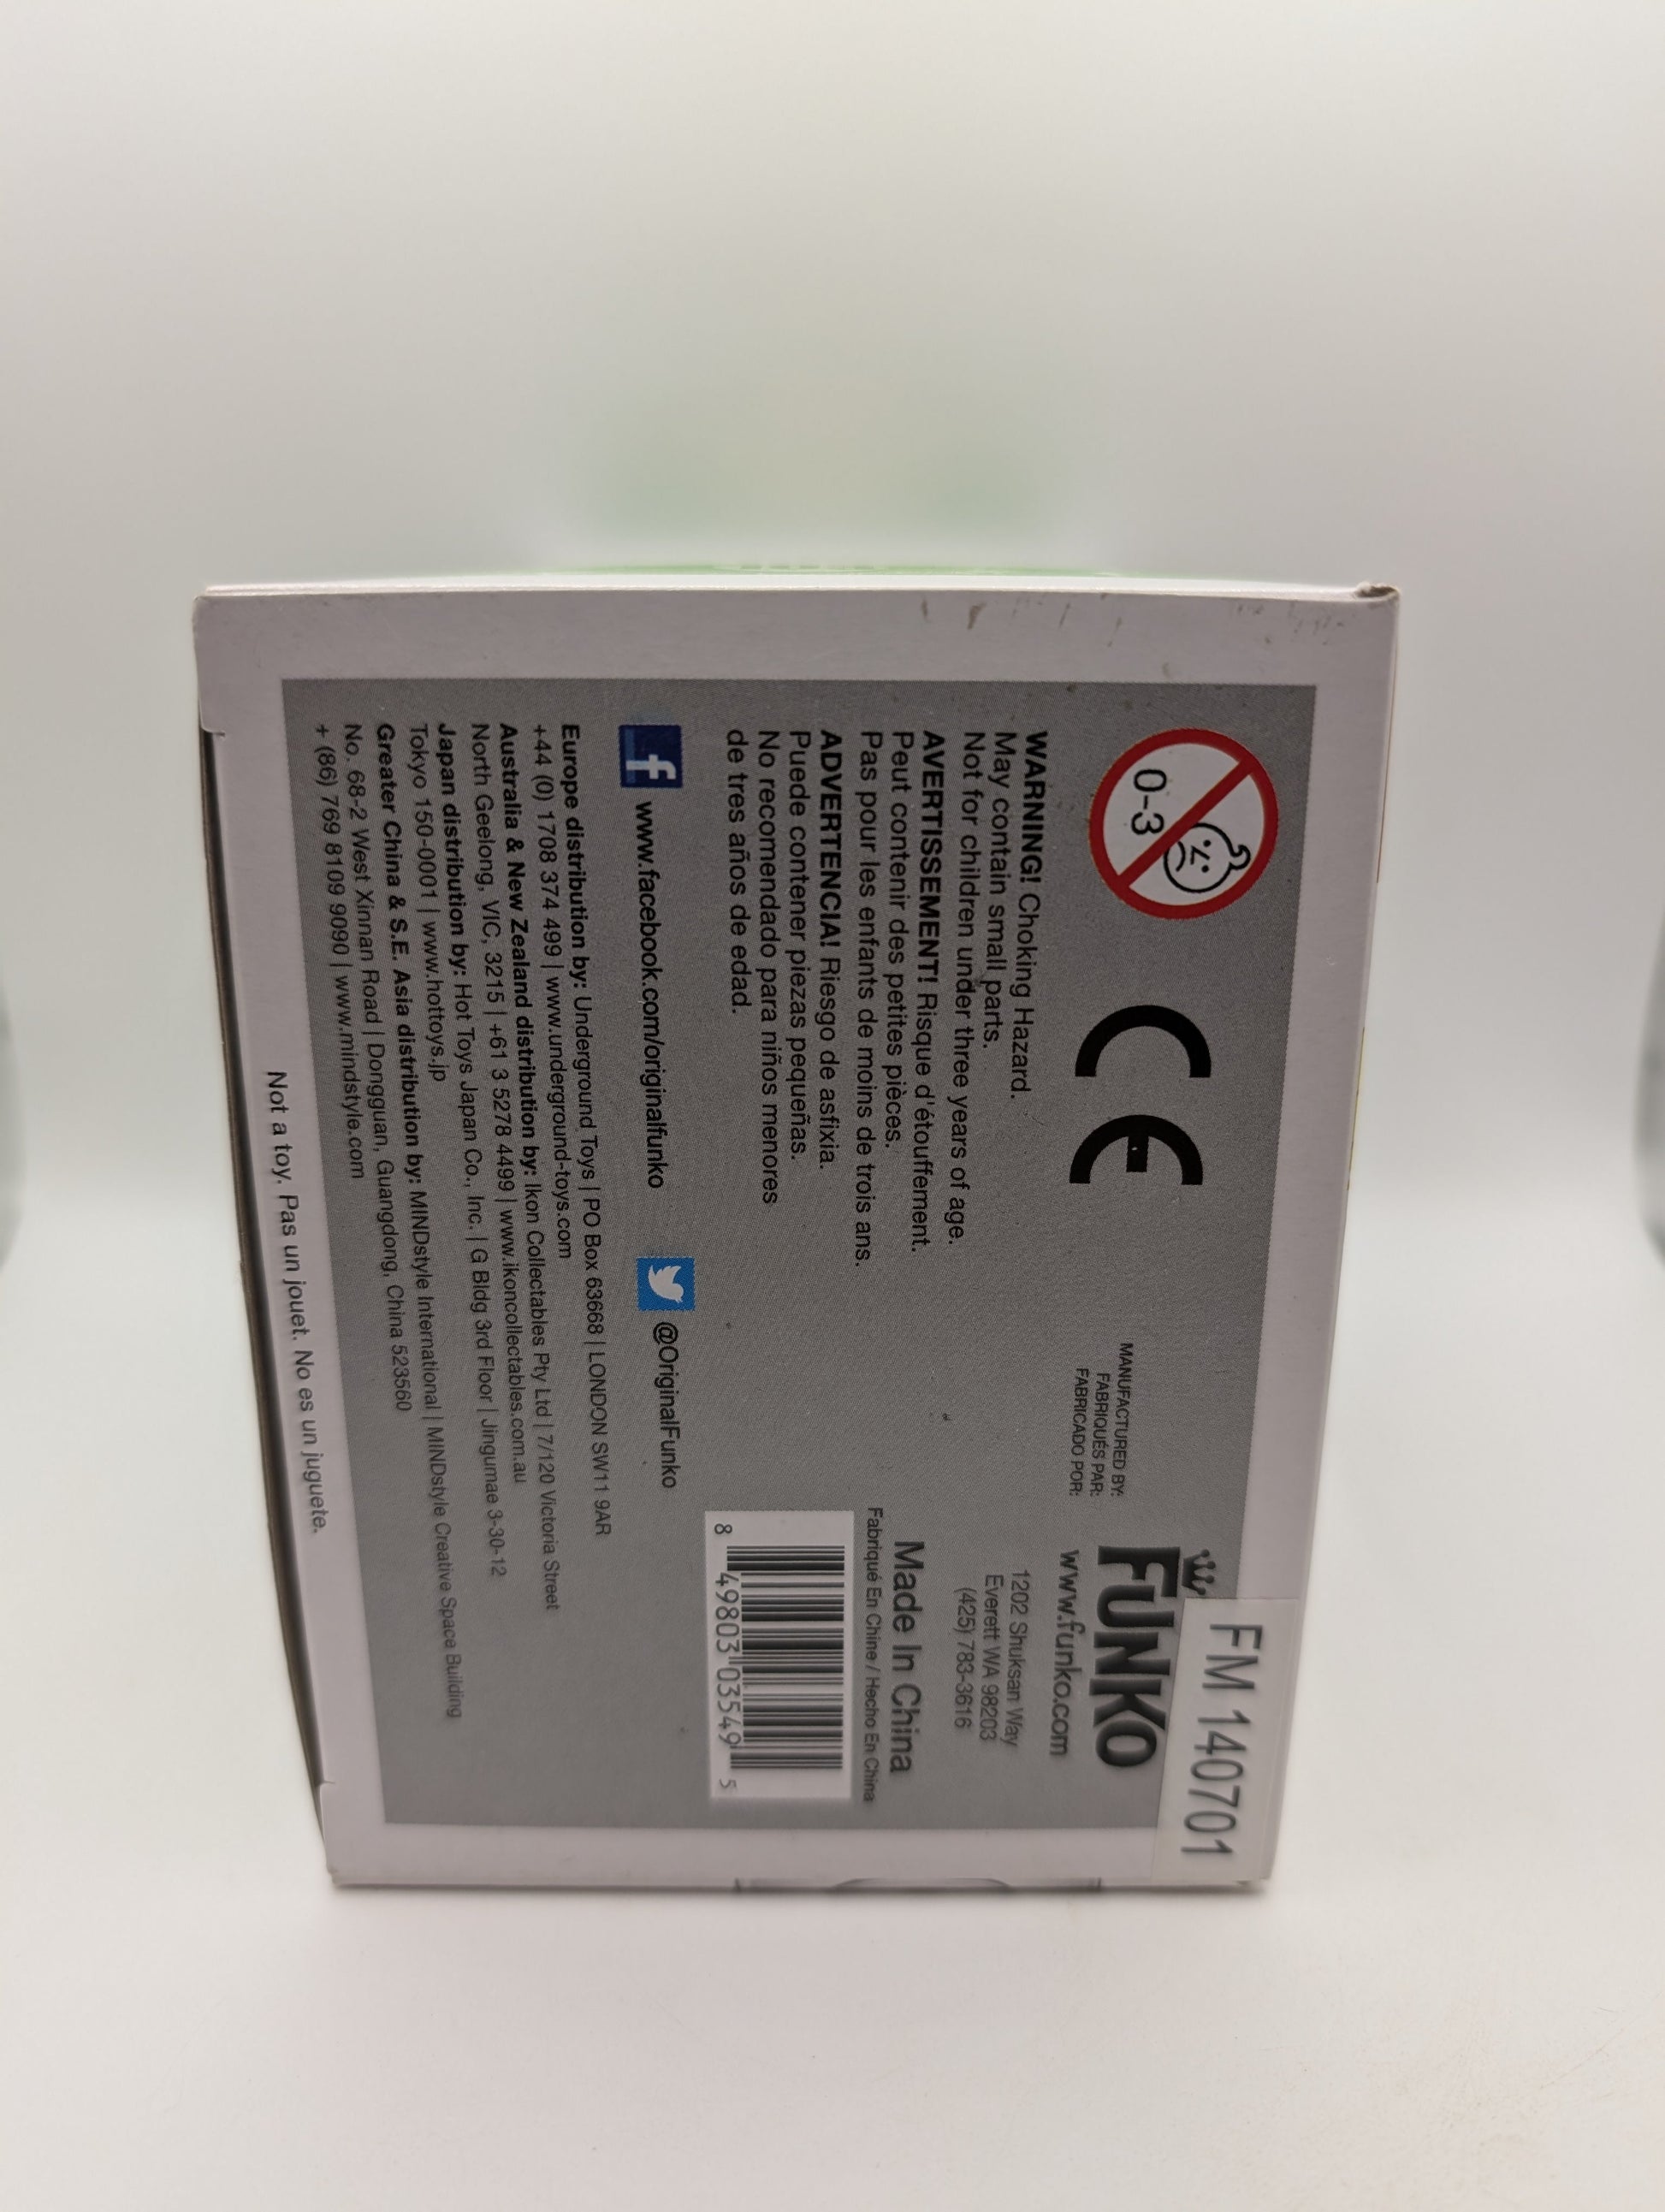 0-3
CE
MANUFACTURED BY:
FABRIQUÉS PAR:
FABRICADO POR:
FUNKO
FM 140701
www.funko.com
1202 Shuksan Way
Everett WA 98203
(425) 783-3616
WARNING! Choking Hazard.
May contain small parts.
Not for children under three years of age.
AVERTISSEMENT! Risque d'étouffement.
Peut contenir des petites pièces.
Pas pour les enfants de moins de trois ans.
ADVERTENCIA! Riesgo de asfixia.
Puede contener piezas pequeñas.
No recomendado para niños menores
de tres años de edad.
Made In China
Fabriqué En Chine / Hecho En China
8 49803 03549 5
f www.facebook.com/originalfunko
@OriginalFunko
Europe distribution by: Underground Toys | PO Box 63668 | LONDON SW11 9AR
+44 (0) 1708 374 499 | www.underground-toys.com
Australia & New Zealand distribution by: Ikon Collectables Pty Ltd | 7/120 Victoria Street
North Geelong, VIC, 3215 | +61 3 5278 4499 | www.ikoncollectables.com.au
Japan distribution by: Hot Toys Japan Co., Inc. | G Bldg 3rd Floor | Jingumae 3-30-12
Tokyo 150-0001 | www.hottoys.jp
Greater China & S.E. Asia distribution by: MINDstyle International | MINDstyle Creative Space Building
No. 68-2 West Xinnan Road | Dongguan, Guangdong, China 523560
+ (86) 769 8109 9090 | www.mindstyle.com
Not a toy. Pas un jouet. No es un juguete.